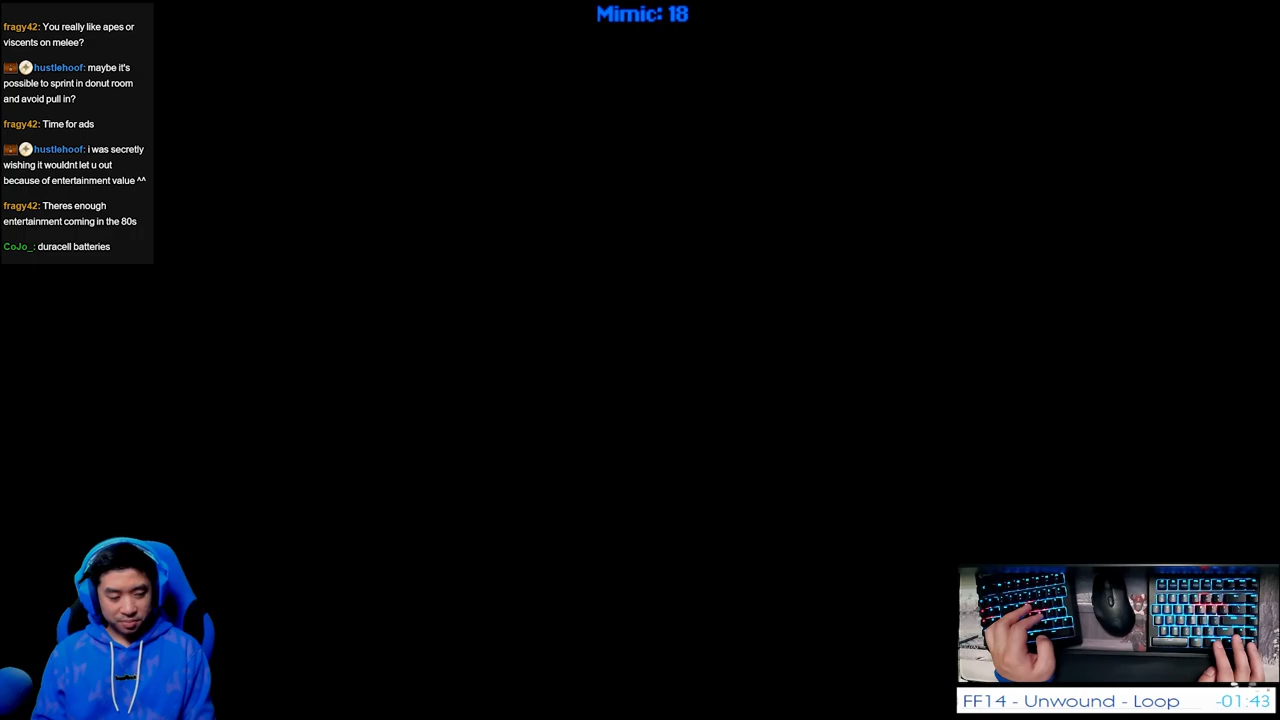 Mimic: 18
fragy42: You really like apes or
viscents on melee?
hustlehoof: maybe it's
possible to sprint in donut room
and avoid pull in?
fragy42: Time for ads
hustlehoof: i was secretly
wishing it wouldnt let u out
because of entertainment value ^^
fragy42: Theres enough
entertainment coming in the 80s
CoJo_: duracell batteries
FF14 - Unwound - Loop -01:43